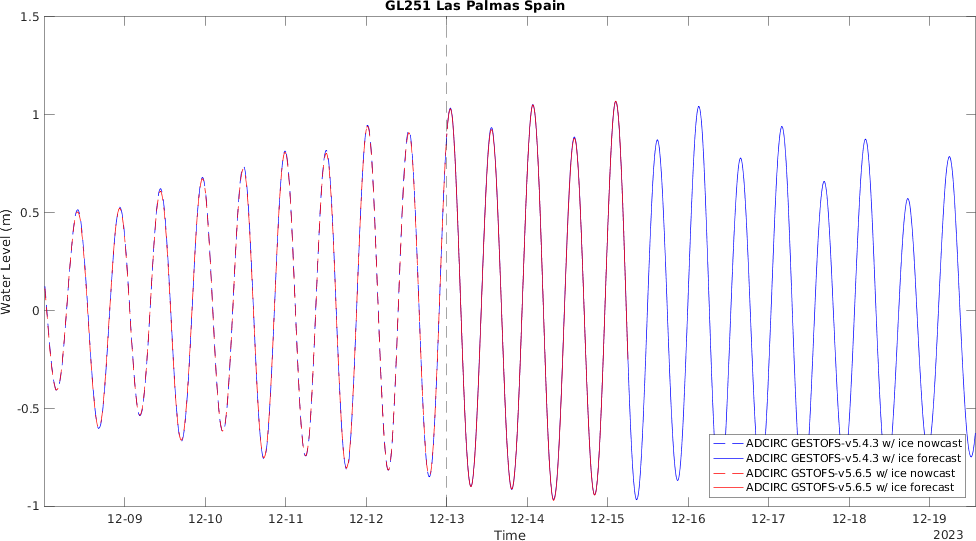 GL251 Las Palmas Spain
1.5
1
0.5
0
-0.5
-1
Water Level (m)
12-09 12-10 12-11 12-12 12-13 12-14 12-15 12-16 12-17 12-18 12-19
Time
2023
ADCIRC GESTOFS-v5.4.3 w/ ice nowcast
ADCIRC GESTOFS-v5.4.3 w/ ice forecast
ADCIRC GSTOFS-v5.6.5 w/ ice nowcast
ADCIRC GSTOFS-v5.6.5 w/ ice forecast